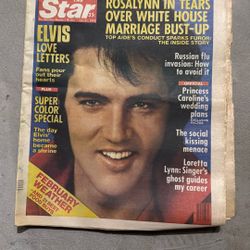 Star
ROSALYNN IN TEARS
OVER WHITE HOUSE
MARRIAGE BUST-UP
TOP AIDE'S CONDUCT SPARKS FUROR:
THE INSIDE STORY
ELVIS
LOVE
LETTERS
Fans pour
out their
hearts
PLUS
SUPER
COLOR
SPECIAL
The day
Elvis'
home
became a
shrine
FEBRUARY
WEATHER
Russian flu
invasion: How
to avoid it
OFFICIAL
Princess
Caroline's
wedding
plans
The social
kissing
menace
Loretta
Lynn: Singer's
ghost guides
my career